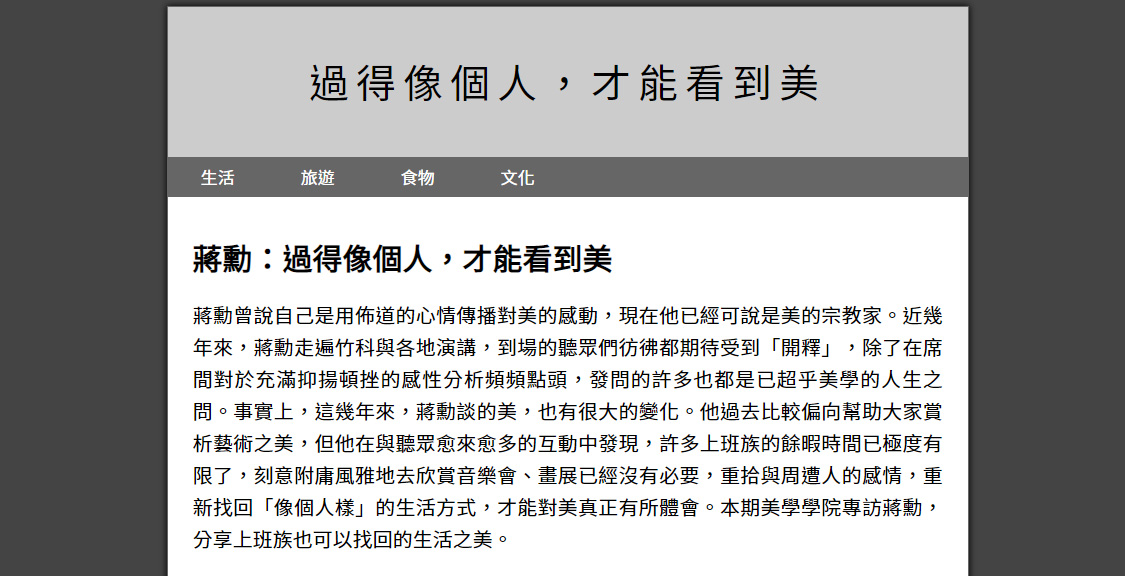 過得像個人，才能看到美
生活 旅遊 食物 文化
蔣勳：過得像個人，才能看到美
蔣勳曾說自己是用佈道的心情傳播對美的感動，現在他已經可說是美的宗教家。近幾
年來，蔣勳走遍竹科與各地演講，到場的聽眾們彷彿都期待受到「開釋」，除了在席
間對於充滿抑揚頓挫的感性分析頻頻點頭，發問的許多也都是已超乎美學的人生之
問。事實上，這幾年來，蔣勳談的美，也有很大的變化。他過去比較偏向幫助大家賞
析藝術之美，但他在與聽眾愈來愈多的互動中發現，許多上班族的餘暇時間已極度有
限了，刻意附庸風雅地去欣賞音樂會、畫展已經沒有必要，重拾與周遭人的感情，重
新找回「像個人樣」的生活方式，才能對美真正有所體會。本期美學學院專訪蔣勳，
分享上班族也可以找回的生活之美。